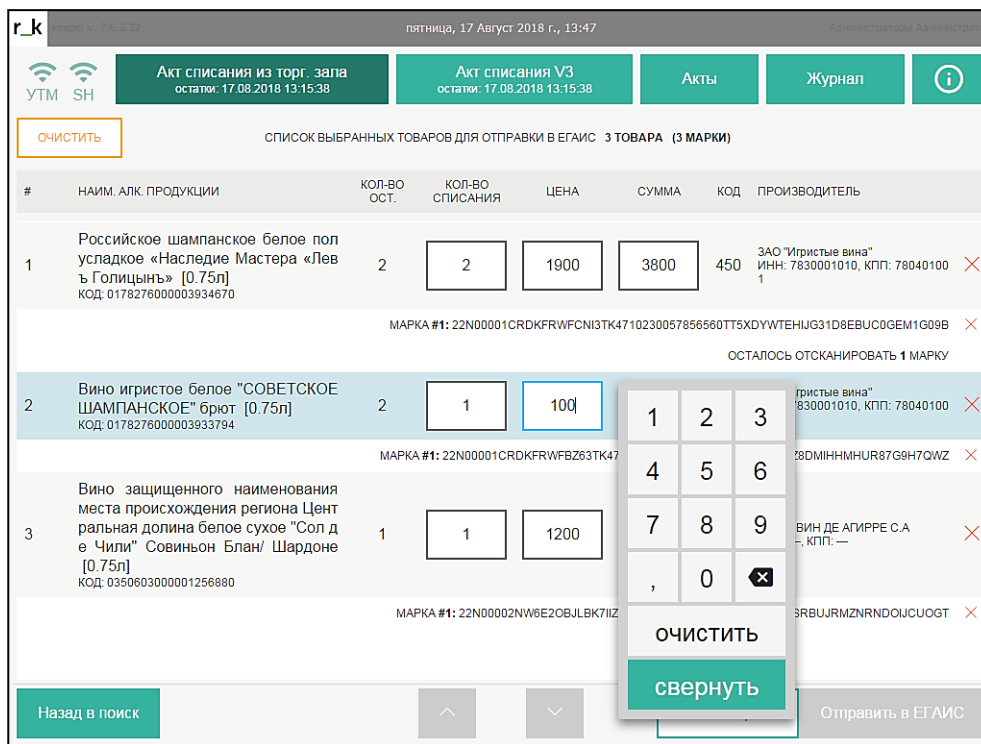 r_k
keeper v. 7.6.2.22
пятница, 17 Август 2018 г., 13:47
Администраторы Администрат
УТМ
SH
Акт списания из торг. зала
остатки: 17.08.2018 13:15:38
Акт списания V3
остатки: 17.08.2018 13:15:38
Акты
Журнал
ОЧИСТИТЬ
СПИСОК ВЫБРАННЫХ ТОВАРОВ ДЛЯ ОТПРАВКИ В ЕГАИС 3 ТОВАРА (3 МАРКИ)
#
НАИМ. АЛК. ПРОДУКЦИИ
КОЛ-ВО
ОСТ.
КОЛ-ВО
СПИСАНИЯ
ЦЕНА
СУММА
КОД
ПРОИЗВОДИТЕЛЬ
1
Российское шампанское белое пол
усладкое «Наследие Мастера «Лев
ъ Голицынъ» [0.75л]
КОД: 0178276000003934670
2
2
1900
3800
450
ЗАО "Игристые вина"
ИНН: 7830001010, КПП: 78040100
1
МАРКА #1: 22N00001CRDKFRWFCNI3TK4710230057856560TT5XDYWTEHIJG31D8EBUC0GEM1G09B
ОСТАЛОСЬ ОТСКАНИРОВАТЬ 1 МАРКУ
2
Вино игристое белое "СОВЕТСКОЕ
ШАМПАНСКОЕ" брют [0.75л]
КОД: 0178276000003933794
2
1
100
гристые вина"
7830001010, КПП: 78040100
МАРКА #1: 22N00001CRDKFRWFBZ63TK47
Z8DMIHHMHUR87G9H7QWZ
3
Вино защищенного наименования
места происхождения региона Цент
ральная долина белое сухое "Сол д
е Чили" Совиньон Блан/ Шардоне
[0.75л]
КОД: 0350603000001256880
1
1
1200
ВИН ДЕ АГИРРЕ С.А
–, КПП: —
МАРКА #1: 22N00002NW6E2OBJLBK7IIZ
SRBUJRMZNRNDOIJCUOGT
1 2 3
4 5 6
7 8 9
, 0
очистить
свернуть
Назад в поиск
Отправить в ЕГАИС